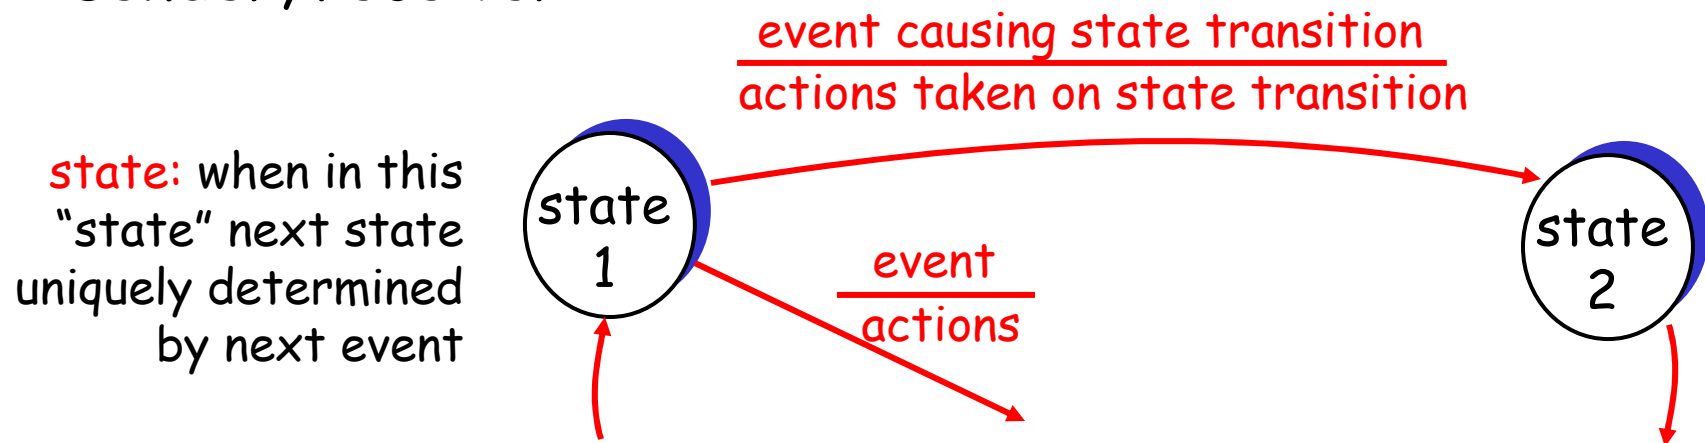 event causing state transition
actions taken on state transition
state: when in this
“state” next state
uniquely determined
by next event
state
1
event
actions
state
2